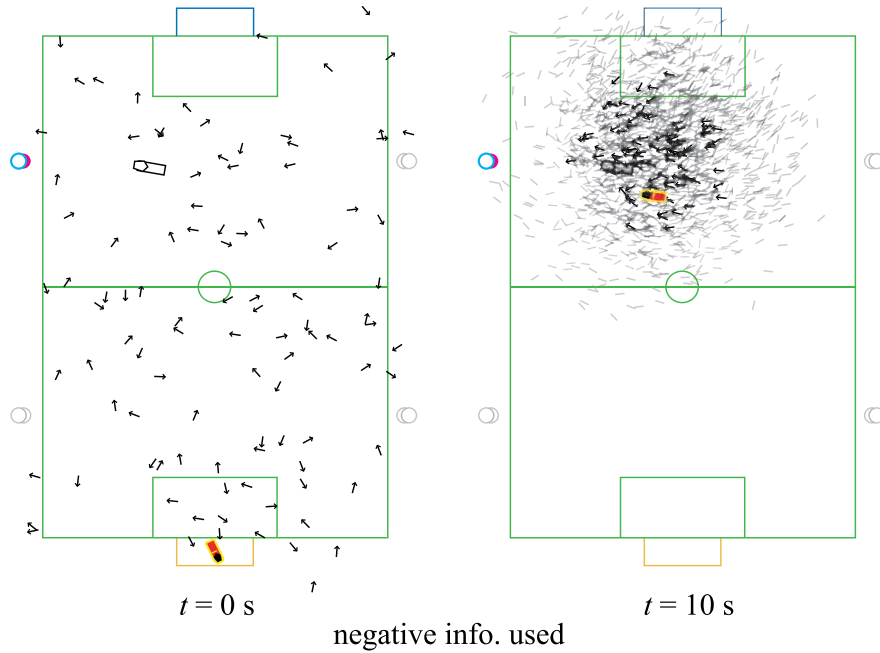 t = 0 s
t = 10 s
negative info. used